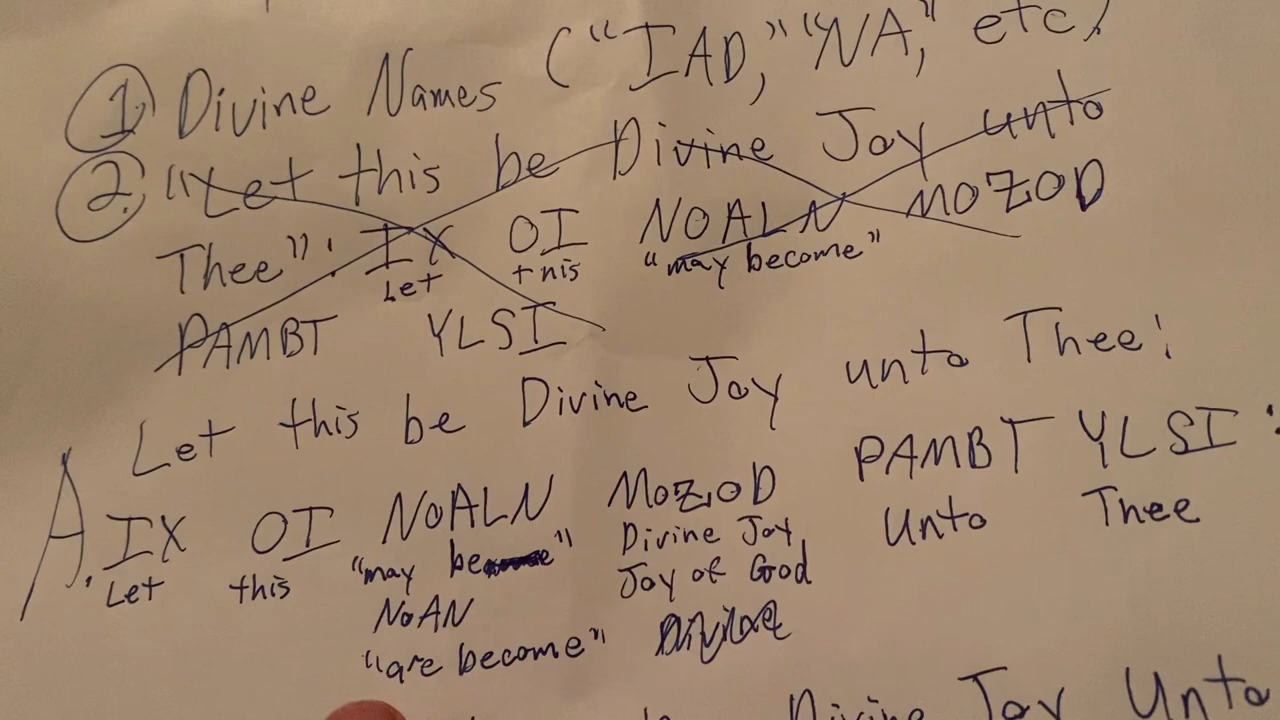 1. Divine Names ("IAD," "NA," etc.)
2. "Let this be Divine Joy unto
Thee": IX OI NOALN MOZOD
Let this "may become"
PAMBT YLSI
Let this be Divine Joy unto Thee:
A. IX OI NOALN MOZOD PAMBT YLSI:
Let this "may be" Divine Joy, Unto Thee
NOAN Joy of God
"are become"
Divine Joy Unto